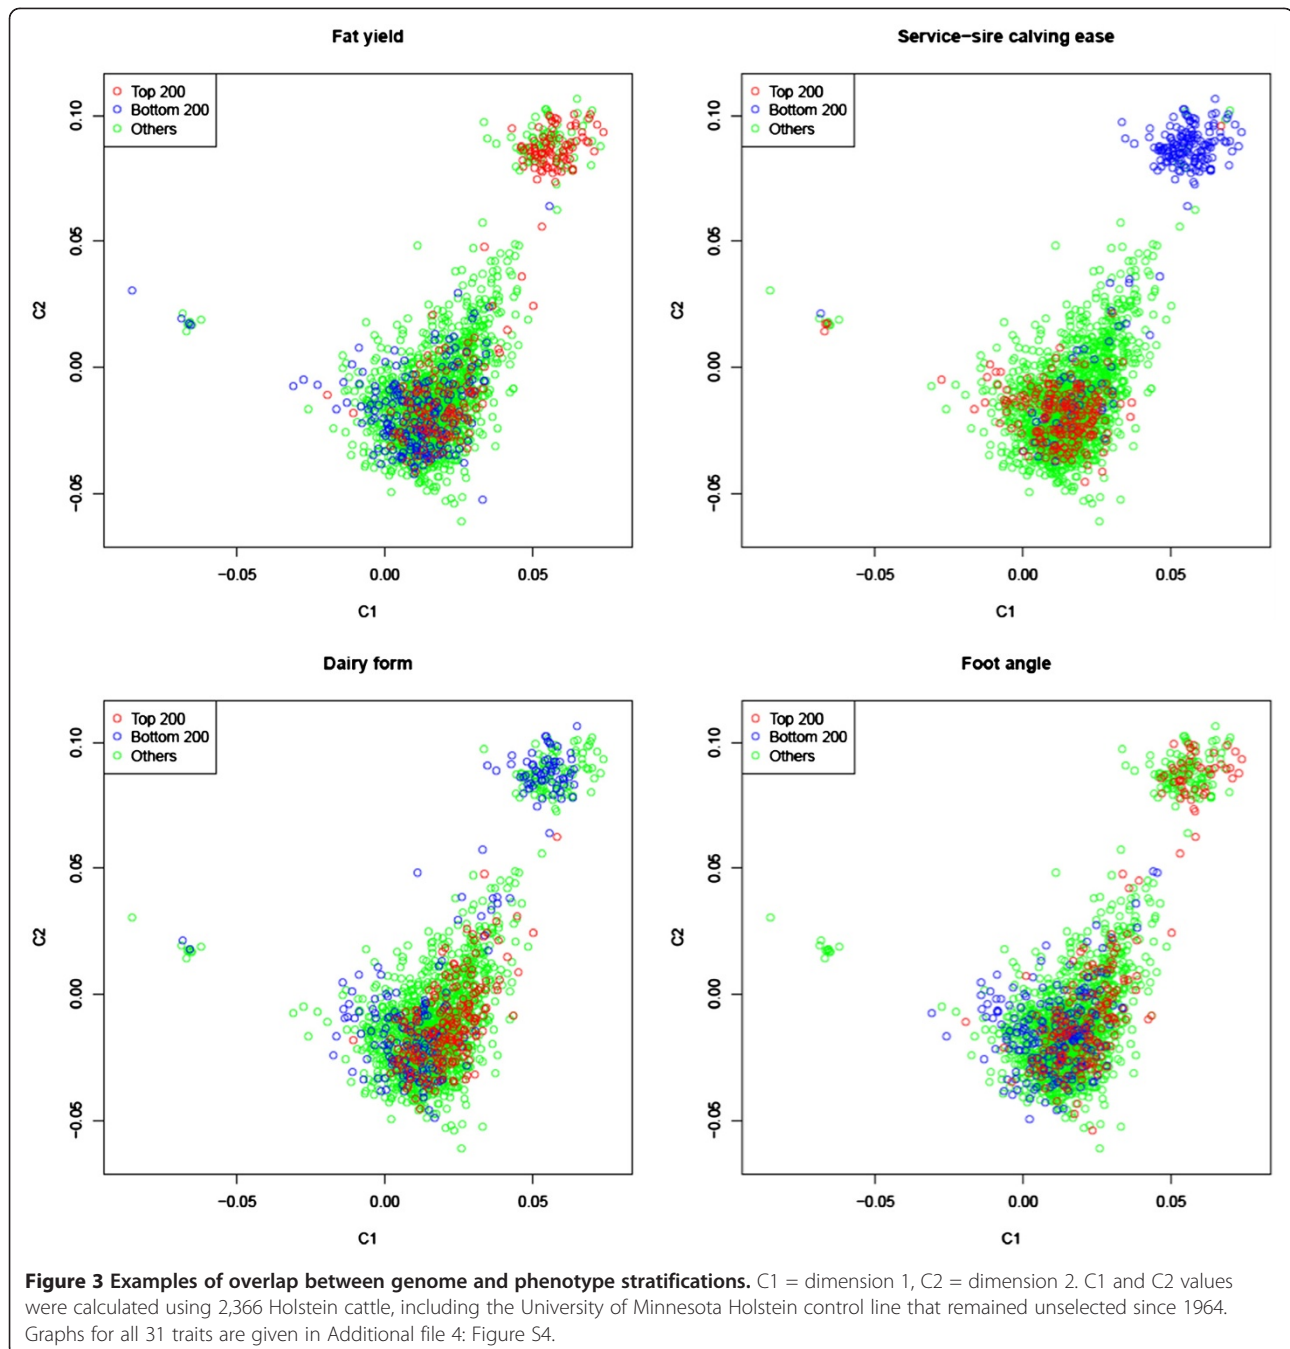 Fat yield
Top 200
Bottom 200
Others
0.10
0.05
0.00
−0.05
C2
−0.05 0.00 0.05
C1
Service−sire calving ease
Top 200
Bottom 200
Others
0.10
0.05
0.00
−0.05
C2
−0.05 0.00 0.05
C1
Dairy form
Top 200
Bottom 200
Others
0.10
0.05
0.00
−0.05
C2
−0.05 0.00 0.05
C1
Foot angle
Top 200
Bottom 200
Others
0.10
0.05
0.00
−0.05
C2
−0.05 0.00 0.05
C1
Figure 3 Examples of overlap between genome and phenotype stratifications. C1 = dimension 1, C2 = dimension 2. C1 and C2 values
were calculated using 2,366 Holstein cattle, including the University of Minnesota Holstein control line that remained unselected since 1964.
Graphs for all 31 traits are given in Additional file 4: Figure S4.